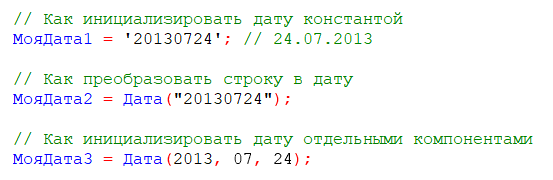 // Как инициализировать дату константой
МояДата1 = '20130724'; // 24.07.2013
// Как преобразовать строку в дату
МояДата2 = Дата("20130724");
// Как инициализировать дату отдельными компонентами
МояДата3 = Дата(2013, 07, 24);